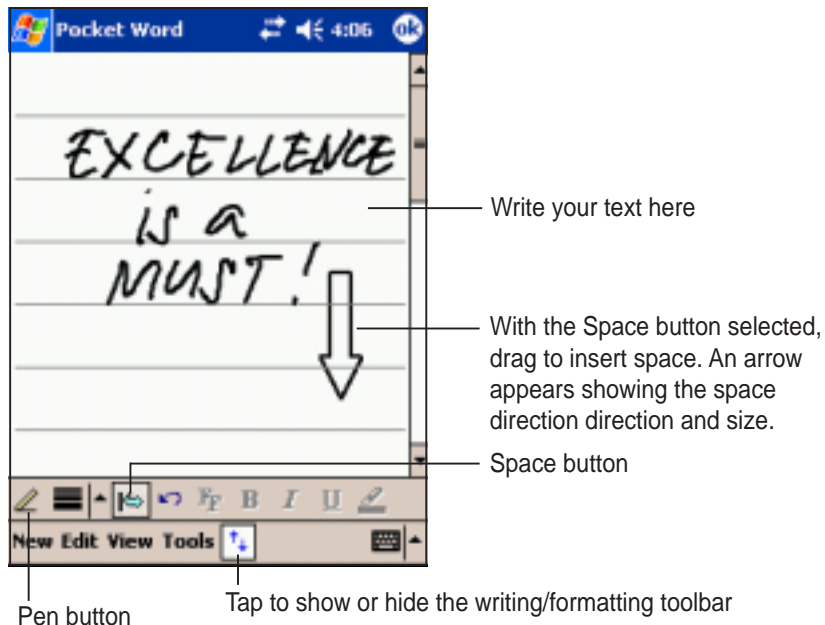 Pocket Word 4:06 ok
EXCELLENCE
is a
MUST!
Write your text here
With the Space button selected,
drag to insert space. An arrow
appears showing the space
direction direction and size.
Space button
B I U
New Edit View Tools
Pen button
Tap to show or hide the writing/formatting toolbar